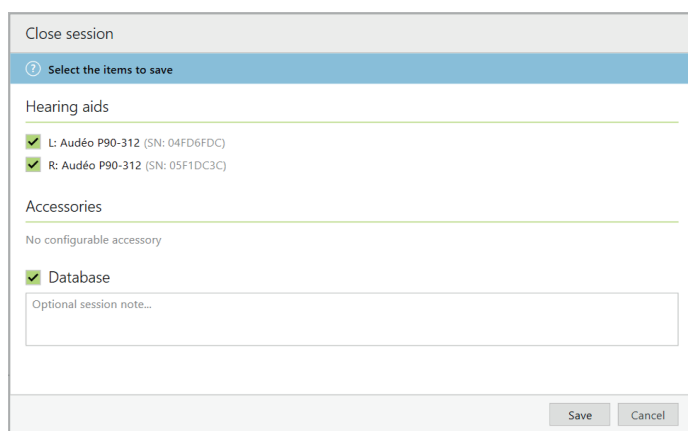 Close session
? Select the items to save
Hearing aids
L: Audéo P90-312 (SN: 04FD6FDC)
R: Audéo P90-312 (SN: 05F1DC3C)
Accessories
No configurable accessory
Database
Optional session note...
Save Cancel